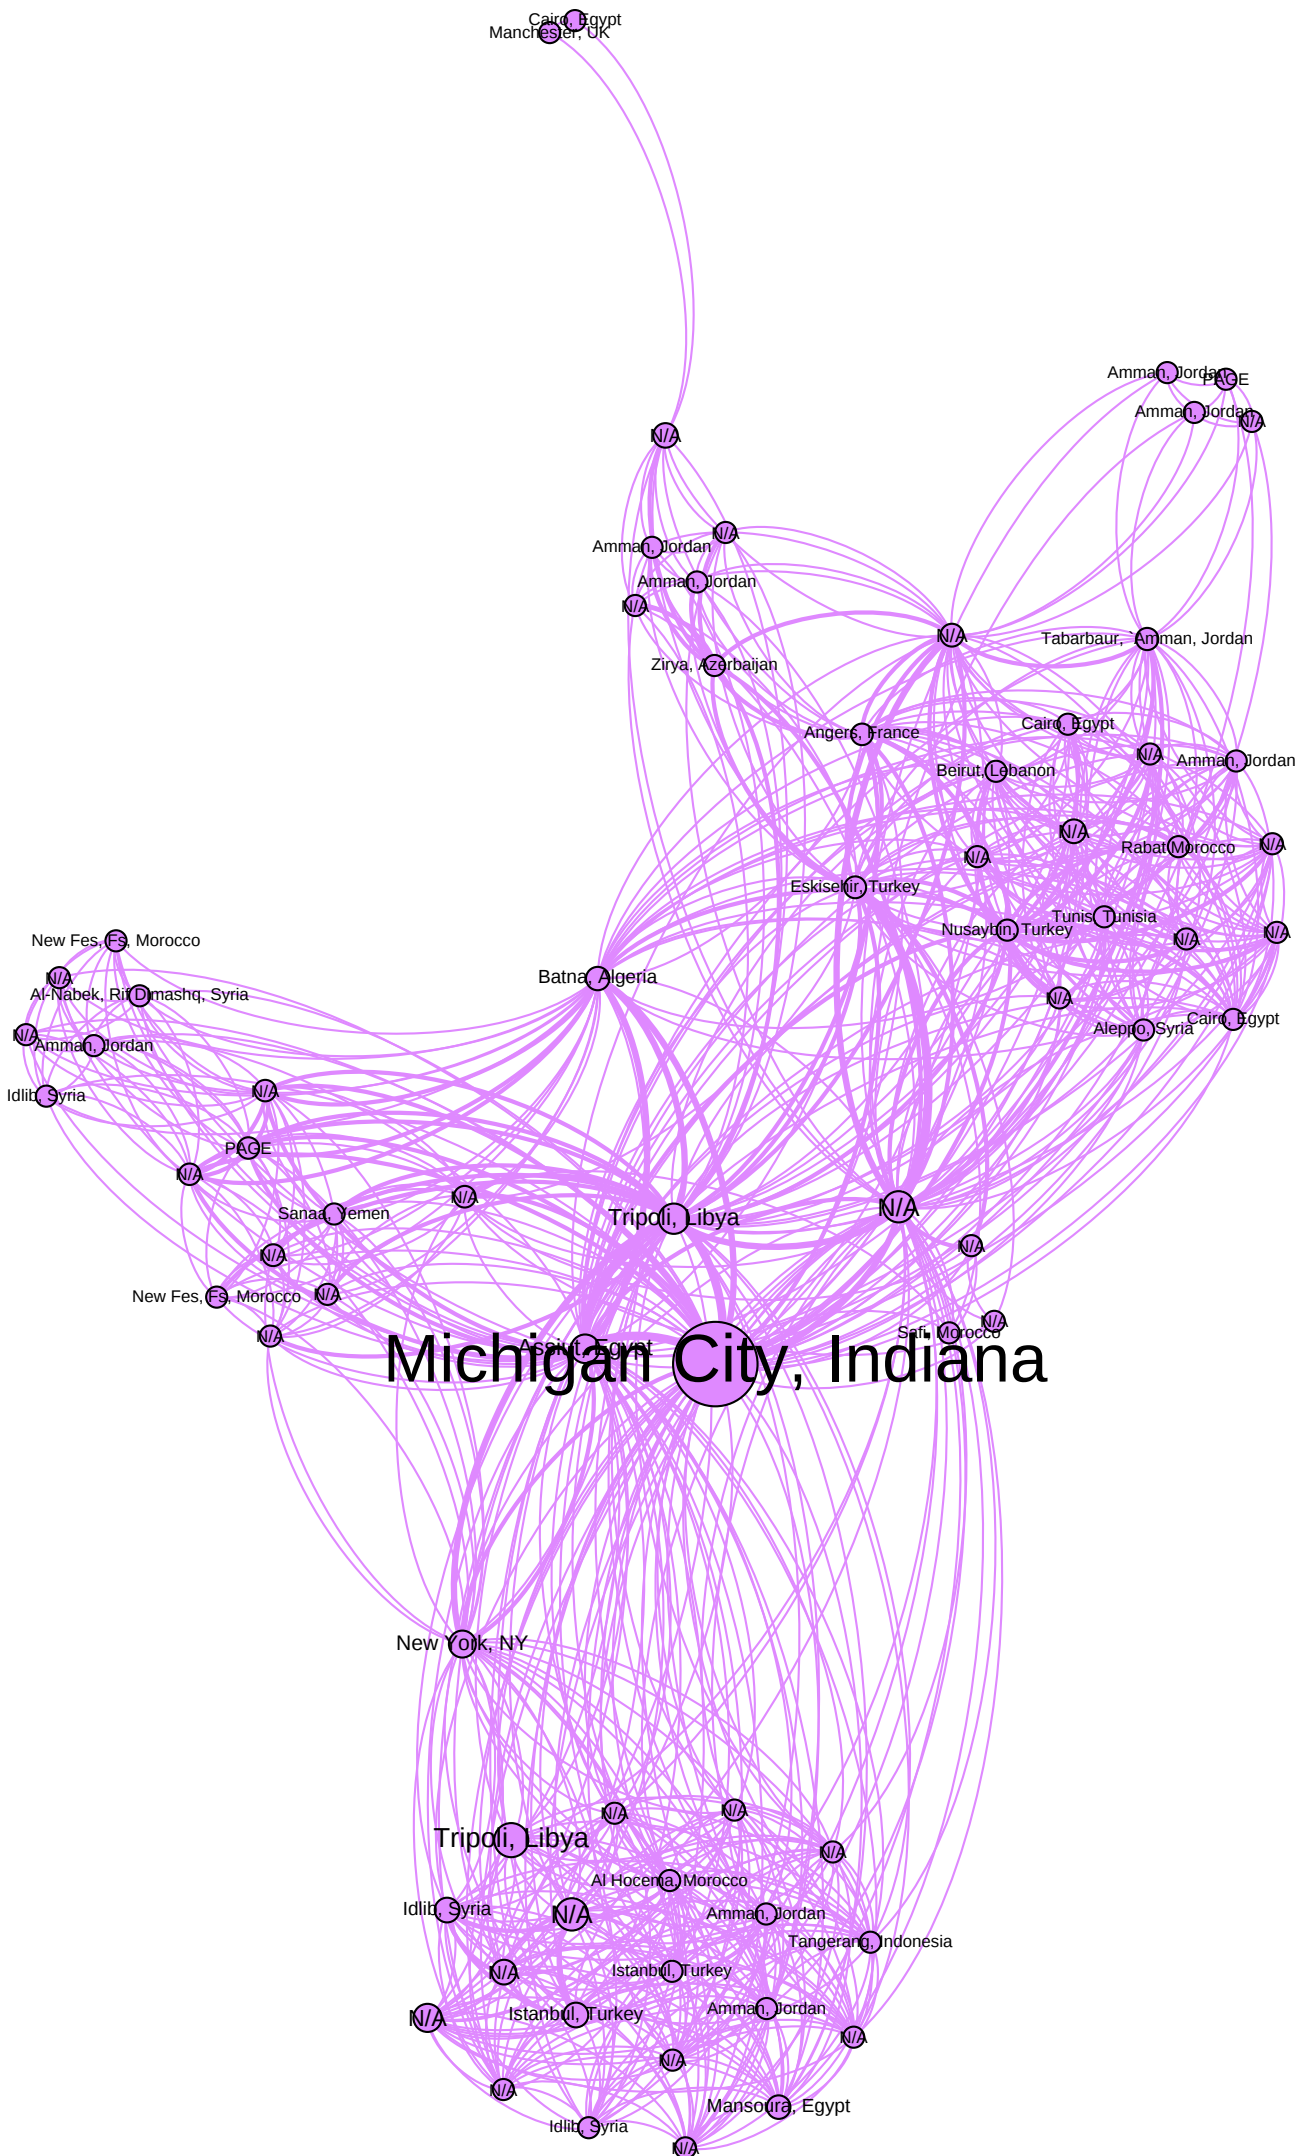 Cairo, Egypt
Manchester, UK
Amman, Jordan
PAGE
Amman, Jordan
N/A
N/A
N/A
Amman, Jordan
Amman, Jordan
N/A
N/A
Tabarbaur, `Amman, Jordan
Zirya, Azerbaijan
Cairo, Egypt
Angers, France
N/A
Amman, Jordan
Beirut, Lebanon
N/A
N/A
Rabat Morocco
N/A
Eskisehir, Turkey
Tunis, Tunisia
Nusaybin, Turkey
N/A
N/A
New Fes, Fs, Morocco
N/A
Batna, Algeria
Al-Nabek, Rif Dimashq, Syria
N/A
Cairo, Egypt
Aleppo, Syria
N/A
Amman, Jordan
N/A
Idlib, Syria
PAGE
N/A
N/A
N/A
Sanaa, Yemen
Tripoli, Libya
N/A
N/A
N/A
New Fes, Fs, Morocco
N/A
N/A
Safi, Morocco
N/A
Assiut, Egypt
Michigan City, Indiana
New York, NY
N/A
N/A
Tripoli, Libya
N/A
Al Hocema, Morocco
Idlib, Syria
N/A
Amman, Jordan
Tangerang, Indonesia
N/A
Istanbul, Turkey
Amman, Jordan
Istanbul, Turkey
N/A
N/A
N/A
N/A
Mansoura, Egypt
Idlib, Syria
N/A